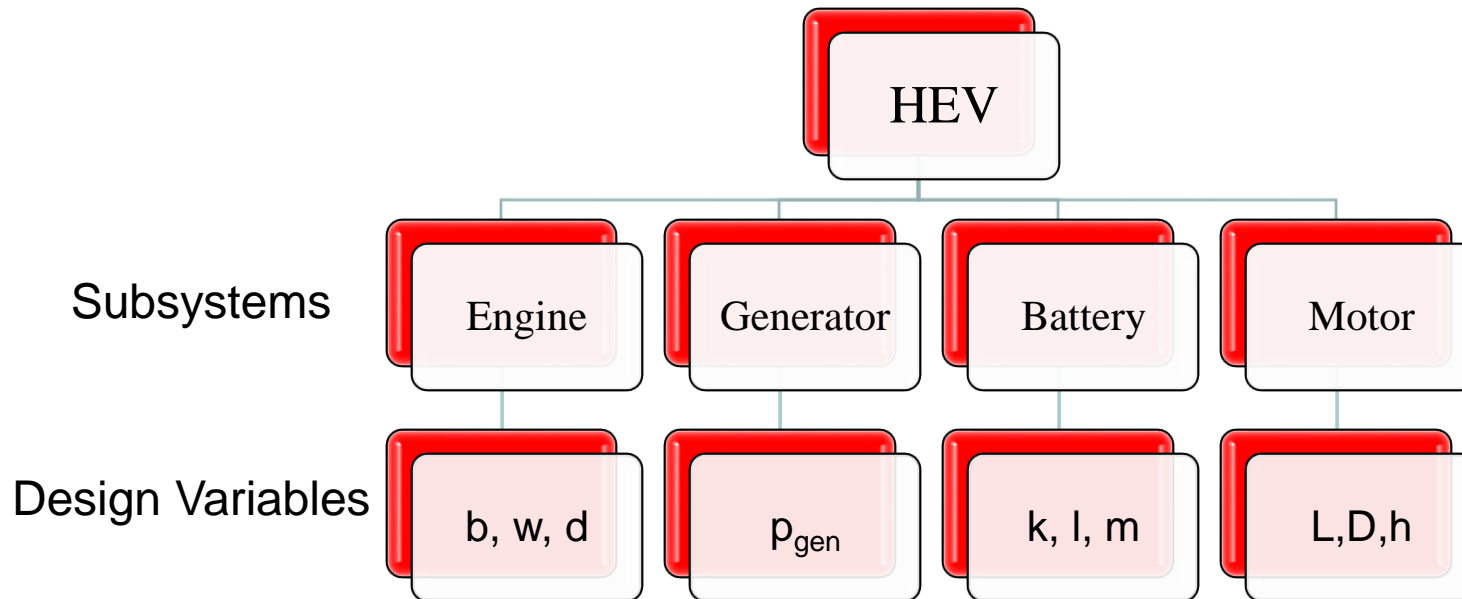 HEV
Subsystems
Engine
Generator
Battery
Motor
Design Variables
b, w, d
pgen
k, l, m
L,D,h